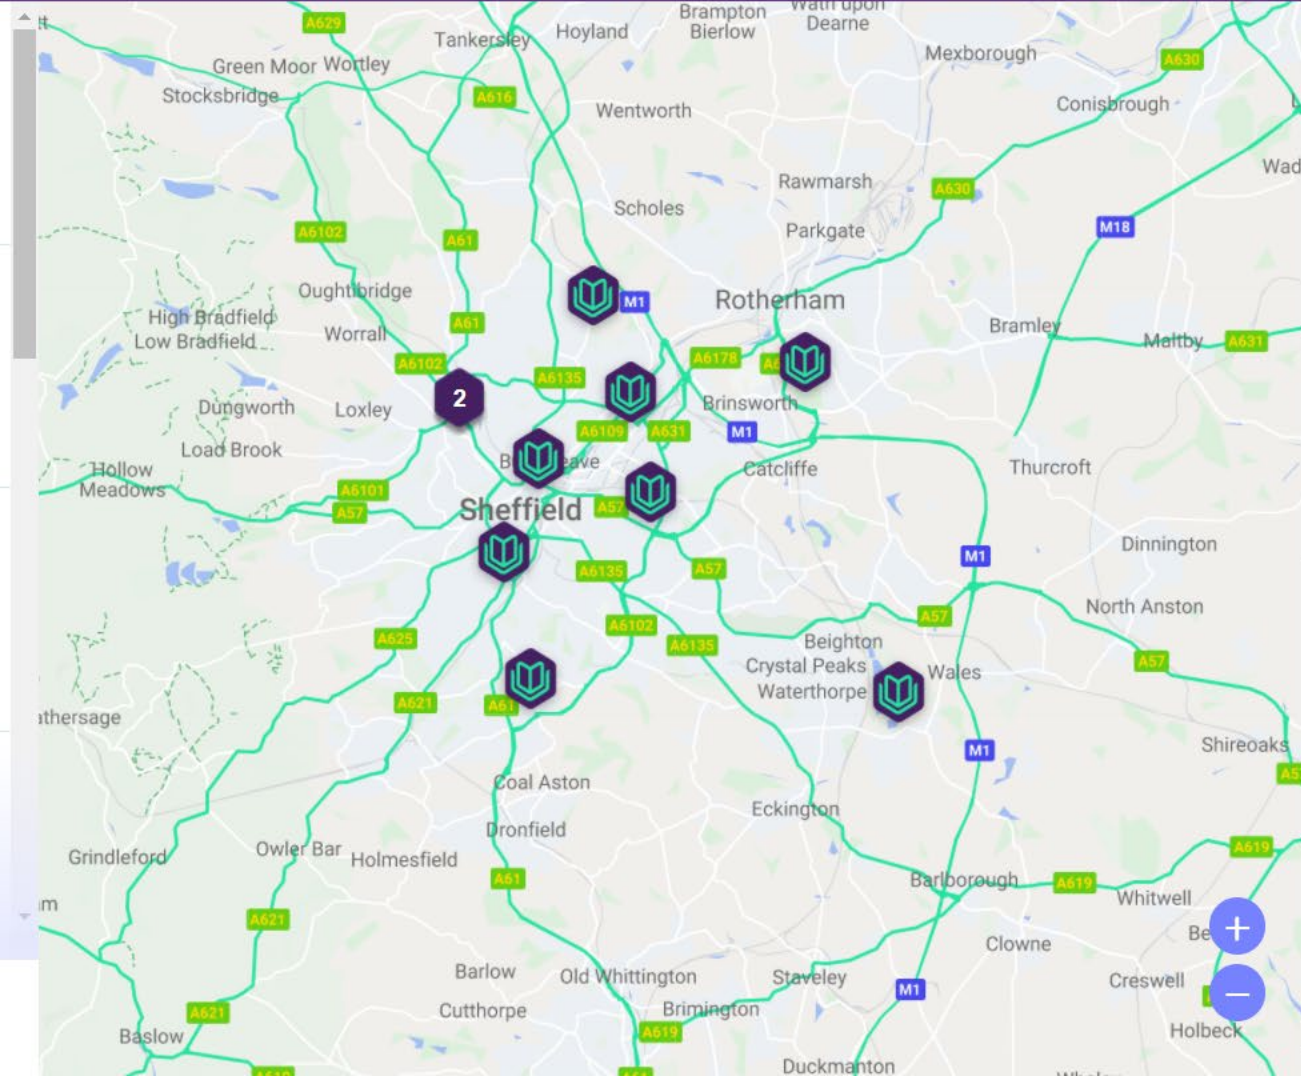 Brampton
Bierlow
Wath upon
Dearne
A629
Hoyland
Tankersley
Mexborough
A630
Green Moor
Wortley
Stocksbridge
A616
Wentworth
Conisbrough
Rawmarsh
A630
Scholes
A6102
A61
Parkgate
M18
Oughtibridge
M1
Rotherham
High Bradfield
A61
Worrall
Bramley
Low Bradfield
Maltby
A631
A6102
A6178
A6135
2
Brinsworth
Dungworth
Loxley
A6109
A631
M1
Load Brook
Catcliffe
Thurcroft
Hollow
Meadows
A6101
A57
Sheffield
A57
Dinnington
M1
A6135
A57
North Anston
A57
A6102
A625
A6135
Beighton
Crystal Peaks
Waterthorpe
A57
Wales
A621
A61
Shireoaks
M1
Coal Aston
Eckington
Dronfield
Grindleford
Owler Bar
Holmesfield
A619
A61
Barlborough
A619
Whitwell
A621
+
Clowne
Barlow
Old Whittington
Staveley
Creswell
M1
−
Cutthorpe
Brimington
A621
A619
Holbeck
Baslow
Duckmanton